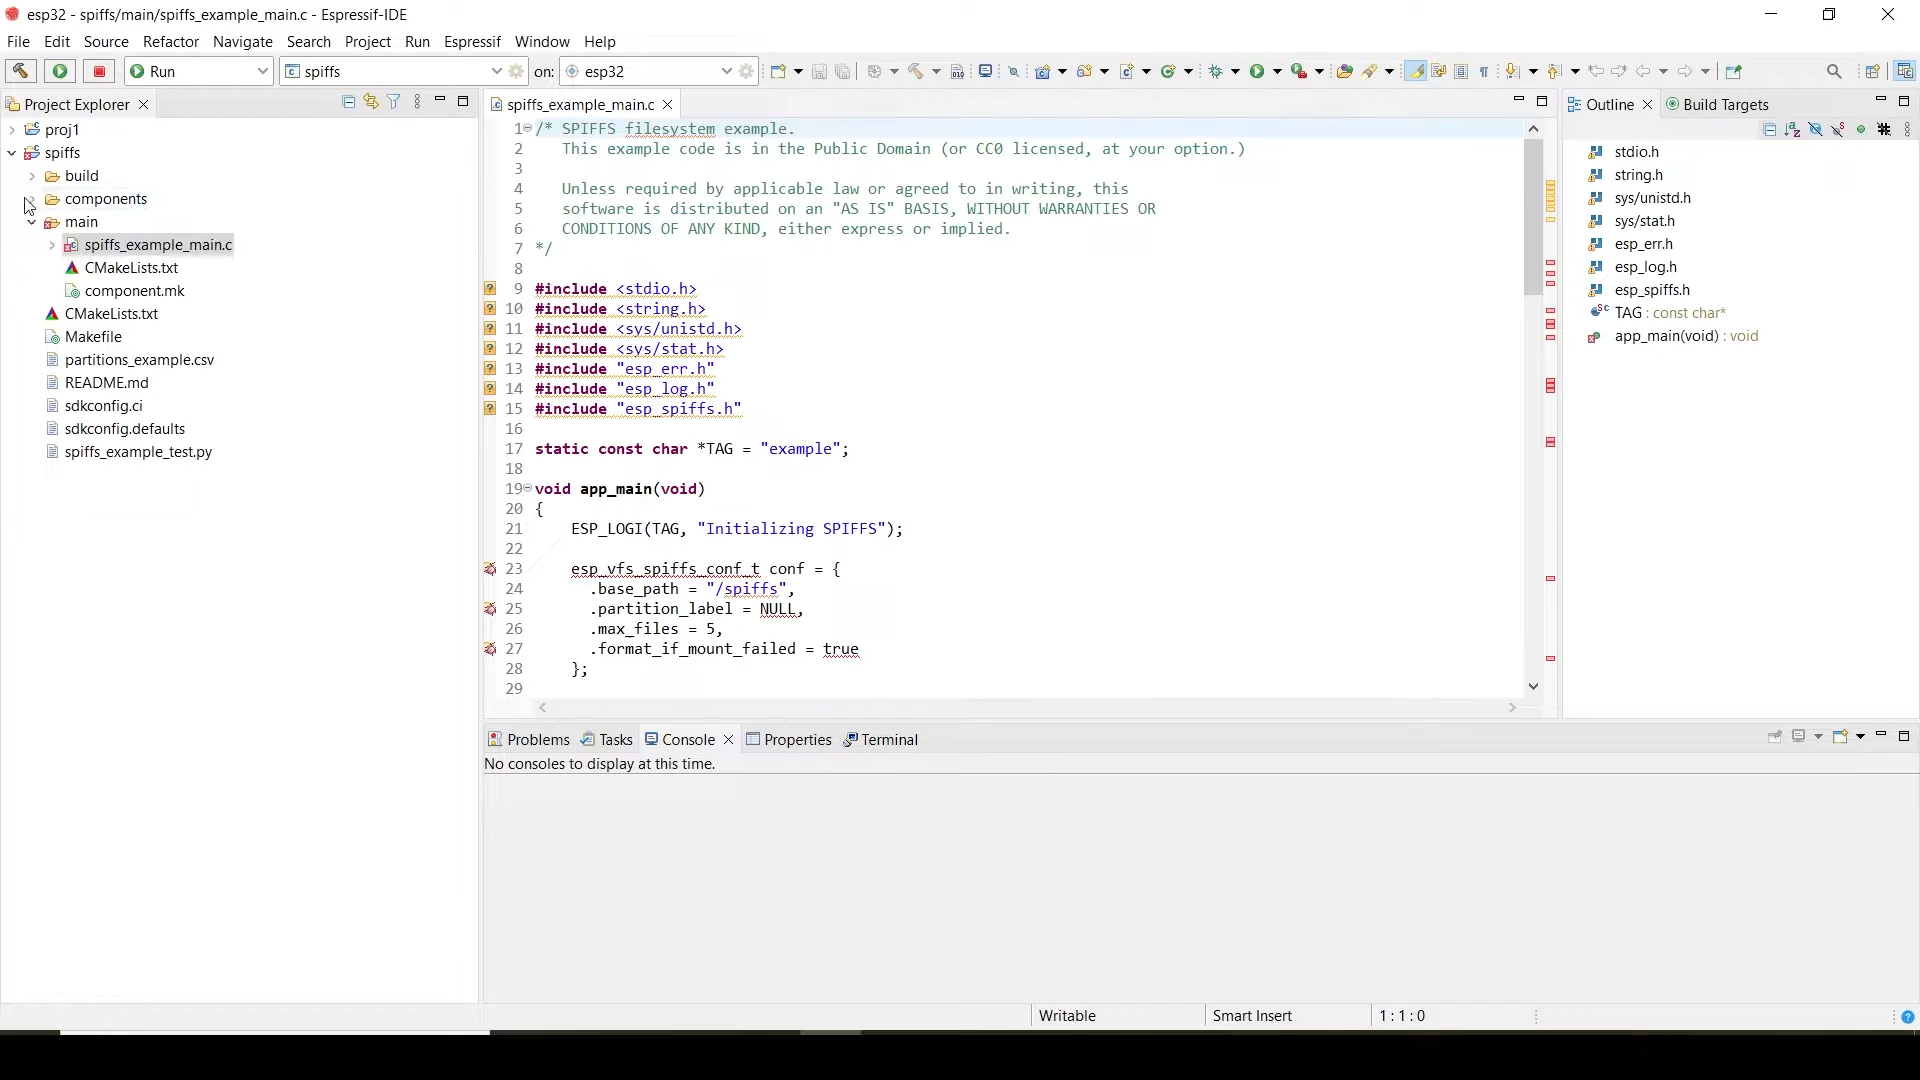 esp32 - spiffs/main/spiffs_example_main.c - Espressif-IDE
File Edit Source Refactor Navigate Search Project Run Espressif Window Help
Run spiffs on: esp32
Project Explorer
proj1
spiffs
build
components
main
spiffs_example_main.c
CMakeLists.txt
component.mk
CMakeLists.txt
Makefile
partitions_example.csv
README.md
sdkconfig.ci
sdkconfig.defaults
spiffs_example_test.py
spiffs_example_main.c
1 /* SPIFFS filesystem example.
2 This example code is in the Public Domain (or CC0 licensed, at your option.)
3
4 Unless required by applicable law or agreed to in writing, this
5 software is distributed on an "AS IS" BASIS, WITHOUT WARRANTIES OR
6 CONDITIONS OF ANY KIND, either express or implied.
7 */
8
9 #include <stdio.h>
10 #include <string.h>
11 #include <sys/unistd.h>
12 #include <sys/stat.h>
13 #include "esp_err.h"
14 #include "esp_log.h"
15 #include "esp_spiffs.h"
16
17 static const char *TAG = "example";
18
19 void app_main(void)
20 {
21 ESP_LOGI(TAG, "Initializing SPIFFS");
22
23 esp_vfs_spiffs_conf_t conf = {
24 .base_path = "/spiffs",
25 .partition_label = NULL,
26 .max_files = 5,
27 .format_if_mount_failed = true
28 };
29
Outline Build Targets
stdio.h
string.h
sys/unistd.h
sys/stat.h
esp_err.h
esp_log.h
esp_spiffs.h
TAG : const char*
app_main(void) : void
Problems Tasks Console Properties Terminal
No consoles to display at this time.
Writable Smart Insert 1 : 1 : 0